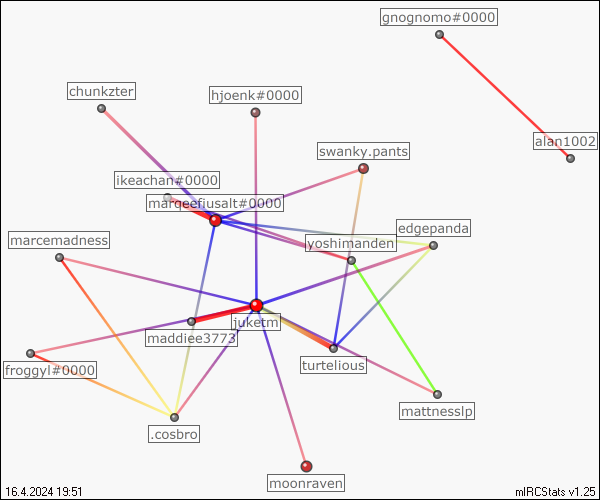 gnognomo#0000
chunkzter
hjoenk#0000
alan1002
swanky.pants
ikeachan#0000
marqeefiusalt#0000
edgepanda
marcemadness
yoshimanden
juketm
maddiee3773
turtelious
froggyl#0000
mattnesslp
.cosbro
moonraven
16.4.2024 19:51
mIRCStats v1.25